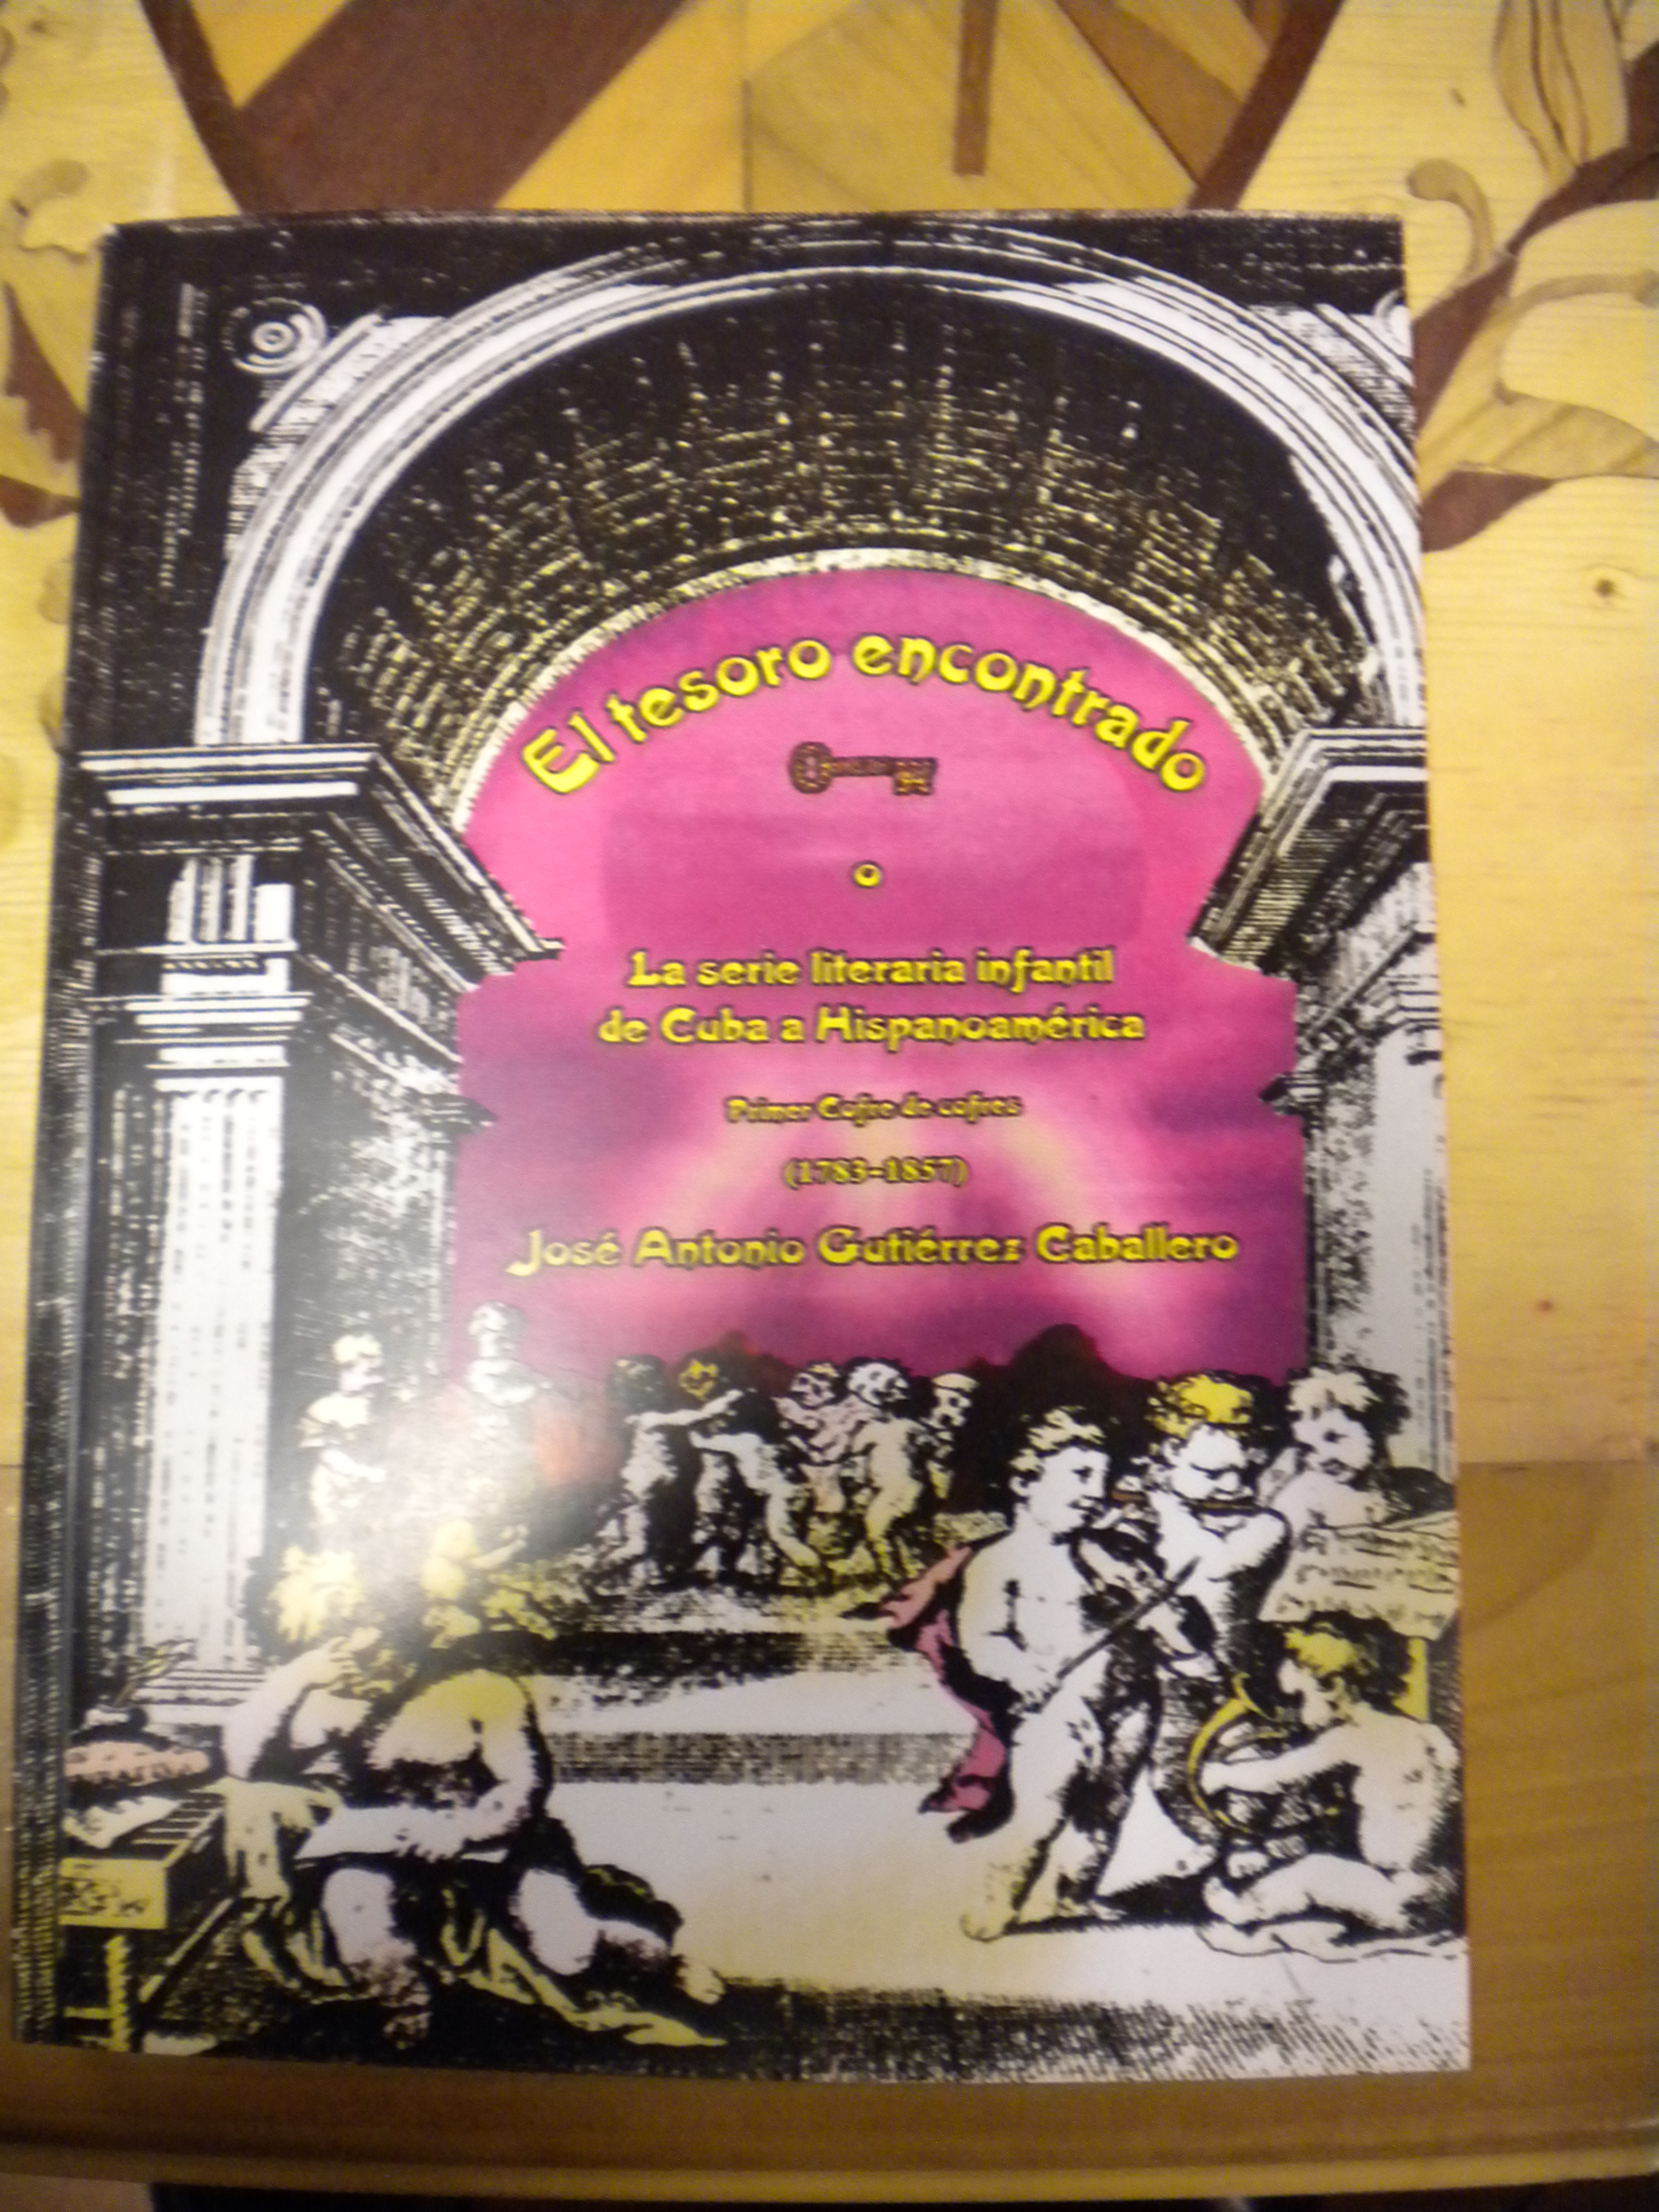 El tesoro encontrado
o
La serie literaria infantil
de Cuba a Hispanoamérica
Primer Cofre de cofres
(1783-1857)
José Antonio Gutiérrez Caballero